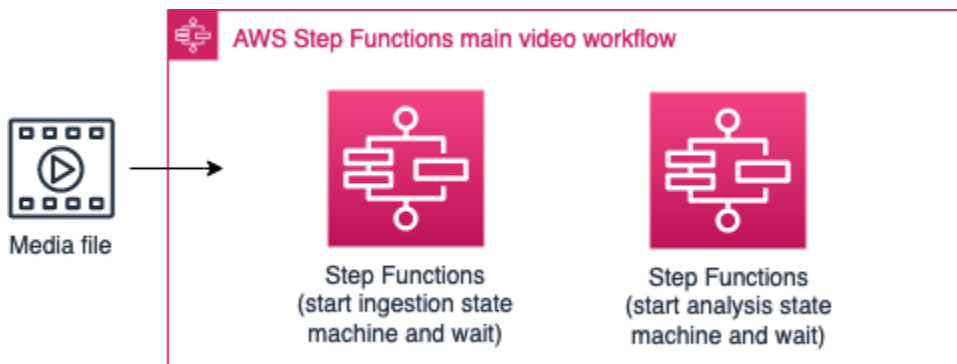 AWS Step Functions main video workflow
Media file
Step Functions
(start ingestion state
machine and wait)
Step Functions
(start analysis state
machine and wait)